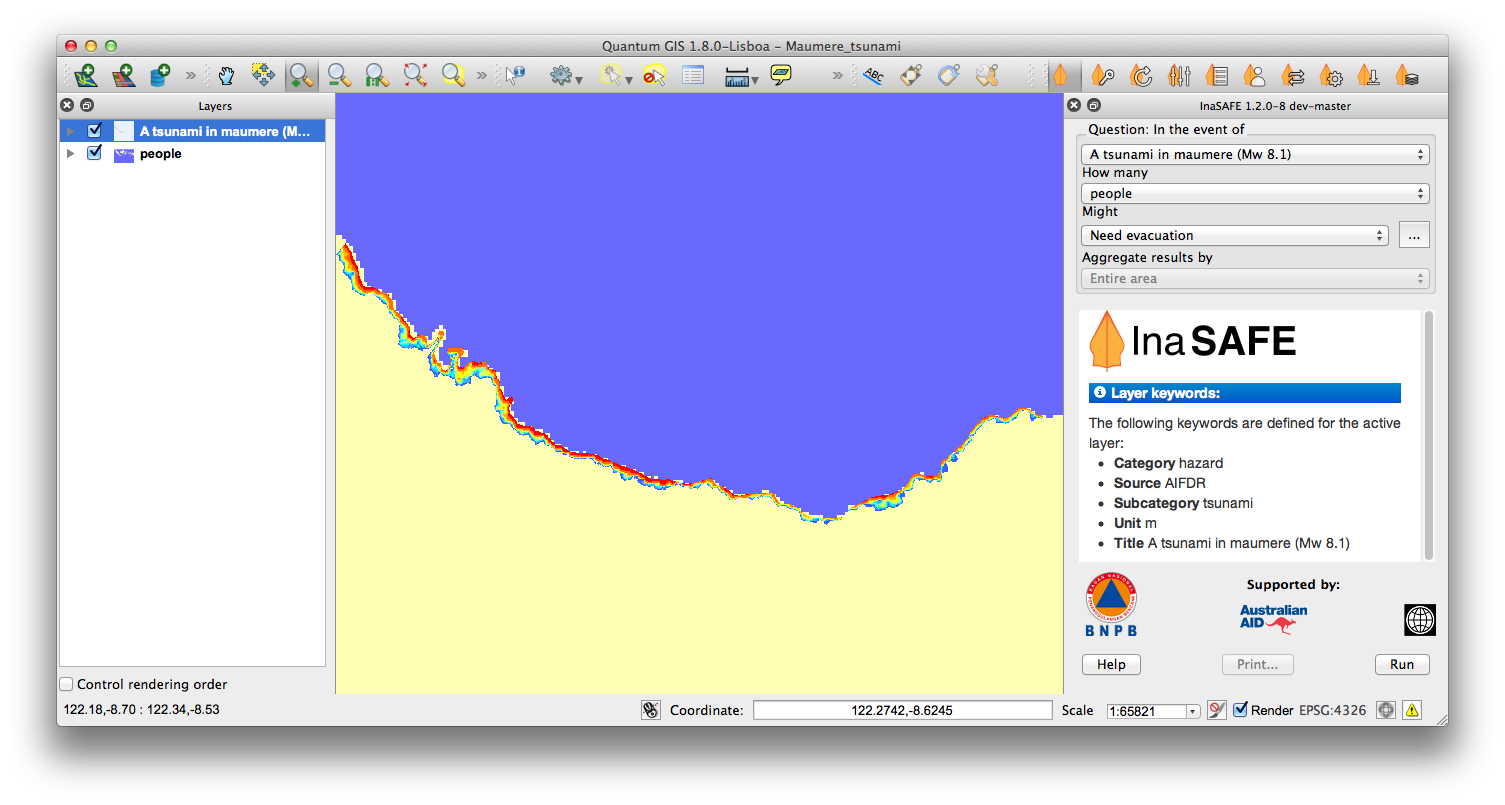 Quantum GIS 1.8.0-Lisboa – Maumere_tsunami
»
»
ABC
»
Layers
A tsunami in maumere (M...
people
Control rendering order
InaSAFE 1.2.0-8 dev-master
Question: In the event of
A tsunami in maumere (Mw 8.1)
How many
people
Might
Need evacuation
...
Aggregate results by
Entire area
InaSAFE
Layer keywords:
The following keywords are defined for the active
layer:
• Category hazard
• Source AIFDR
• Subcategory tsunami
• Unit m
• Title A tsunami in maumere (Mw 8.1)
BADAN NASIONAL
PENANGGULANGAN BENCANA
BNPB
Supported by:
Australian
AID
Help
Print...
Run
122.18,-8.70 : 122.34,-8.53
Coordinate:
122.2742,-8.6245
Scale
1:65821
Render
EPSG:4326